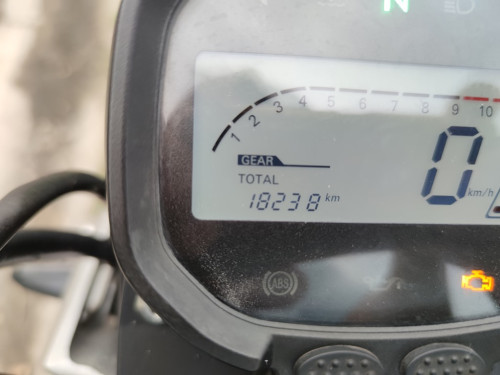 N
1 2 3 4 5 6 7 8 9 10
GEAR
TOTAL
18238 km
0 km/h
ABS